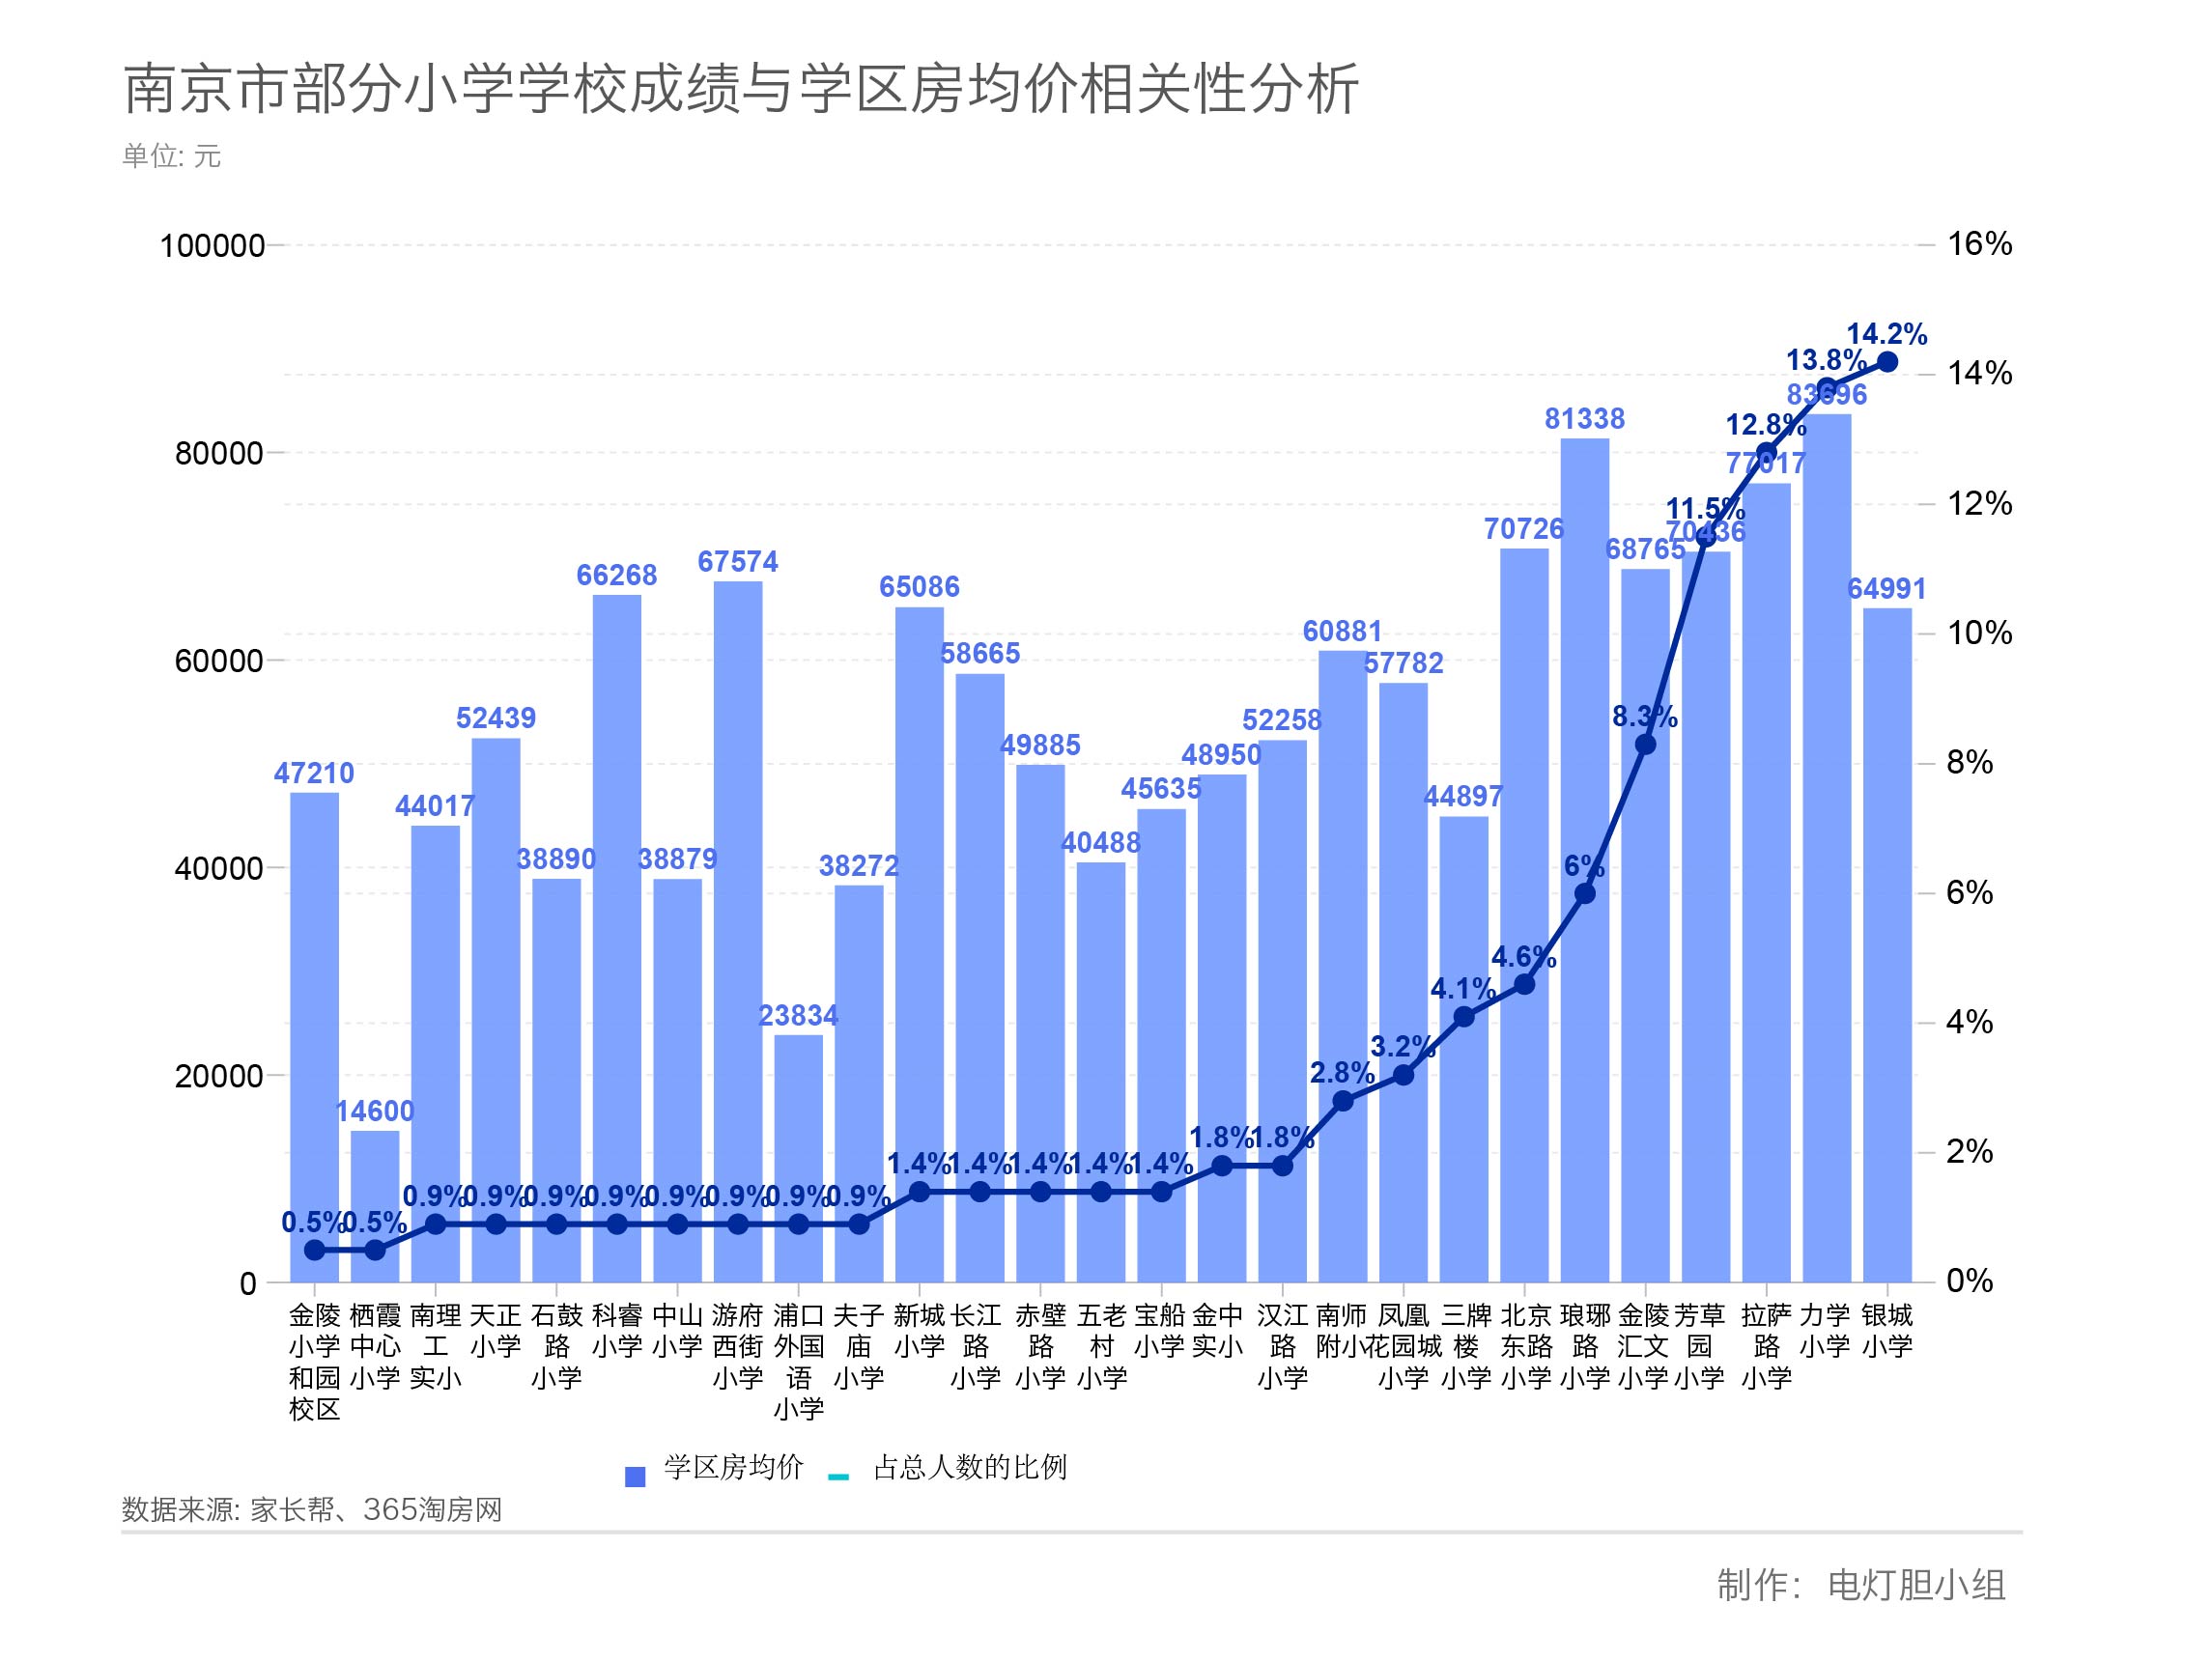 南京市部分小学学校成绩与学区房均价相关性分析
单位: 元
100000
80000
60000
40000
20000
0
16%
14%
12%
10%
8%
6%
4%
2%
0%
47210
14600
44017
52439
38890
66268
38879
67574
23834
38272
65086
58665
49885
40488
45635
48950
52258
60881
57782
44897
70726
81338
68765
70436
77017
83696
64991
0.5%
0.5%
0.9%
0.9%
0.9%
0.9%
0.9%
0.9%
0.9%
0.9%
1.4%
1.4%
1.4%
1.4%
1.4%
1.8%
1.8%
2.8%
3.2%
4.1%
4.6%
6%
8.3%
11.5%
12.8%
13.8%
14.2%
金陵
小学
和园
校区
栖霞
中心
小学
南理
工
实小
天正
小学
石鼓
路
小学
科睿
小学
中山
小学
游府
西街
小学
浦口
外国
语
小学
夫子
庙
小学
新城
小学
长江
路
小学
赤壁
路
小学
五老
村
小学
宝船
小学
金中
实小
汉江
路
小学
南师
附小
凤凰
花园城
小学
三牌
楼
小学
北京
东路
小学
琅琊
路
小学
金陵
汇文
小学
芳草
园
小学
拉萨
路
小学
力学
小学
银城
小学
学区房均价
占总人数的比例
数据来源: 家长帮、365淘房网
制作：电灯胆小组